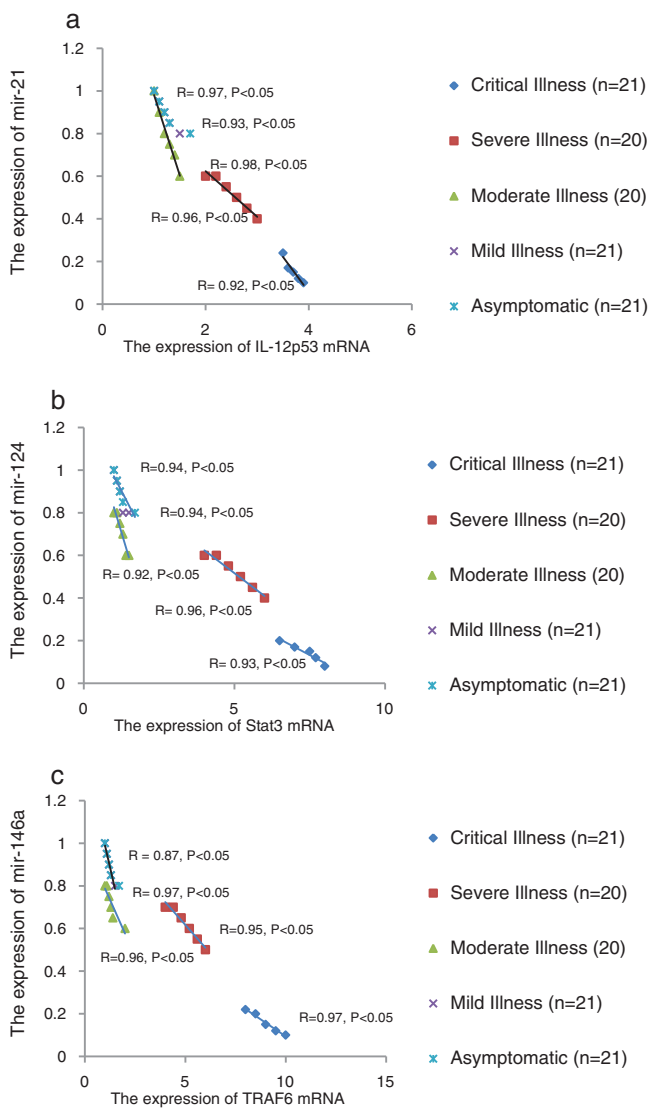 a
The expression of mir-21
1.2
1
0.8
0.6
0.4
0.2
0
0
2
4
6
R= 0.97, P<0.05
R=0.93, P<0.05
R=0.98, P<0.05
R=0.96, P<0.05
R= 0.92, P<0.05
The expression of IL-12p53 mRNA
Critical Illness (n=21)
Severe Illness (n=20)
Moderate Illness (20)
Mild Illness (n=21)
Asymptomatic (n=21)
b
The expression of mir-124
1.2
1
0.8
0.6
0.4
0.2
0
0
5
10
R=0.94, P<0.05
R=0.94, P<0.05
R= 0.92, P<0.05
R= 0.96, P<0.05
R= 0.93, P<0.05
The expression of Stat3 mRNA
Critical Illness (n=21)
Severe Illness (n=20)
Moderate Illness (20)
Mild Illness (n=21)
Asymptomatic (n=21)
c
The expression of mir-146a
1.2
1
0.8
0.6
0.4
0.2
0
0
5
10
15
R = 0.87, P<0.05
R= 0.97, P<0.05
R=0.95, P<0.05
R=0.96, P<0.05
R=0.97, P<0.05
The expression of TRAF6 mRNA
Critical Illness (n=21)
Severe Illness (n=20)
Moderate Illness (20)
Mild Illness (n=21)
Asymptomatic (n=21)